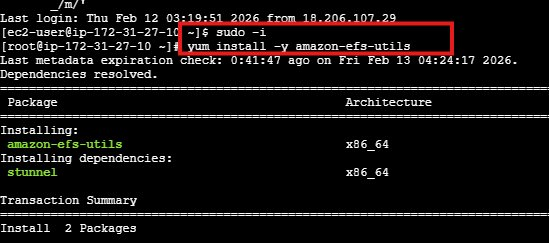 _/m/'
Last login: Thu Feb 12 03:19:51 2026 from 18.206.107.29
[ec2-user@ip-172-31-27-10 ~]$ sudo -i
[root@ip-172-31-27-10 ~]# yum install -y amazon-efs-utils
Last metadata expiration check: 0:41:47 ago on Fri Feb 13 04:24:17 2026.
Dependencies resolved.
Package Architecture
Installing:
amazon-efs-utils x86_64
Installing dependencies:
stunnel x86_64
Transaction Summary
Install 2 Packages